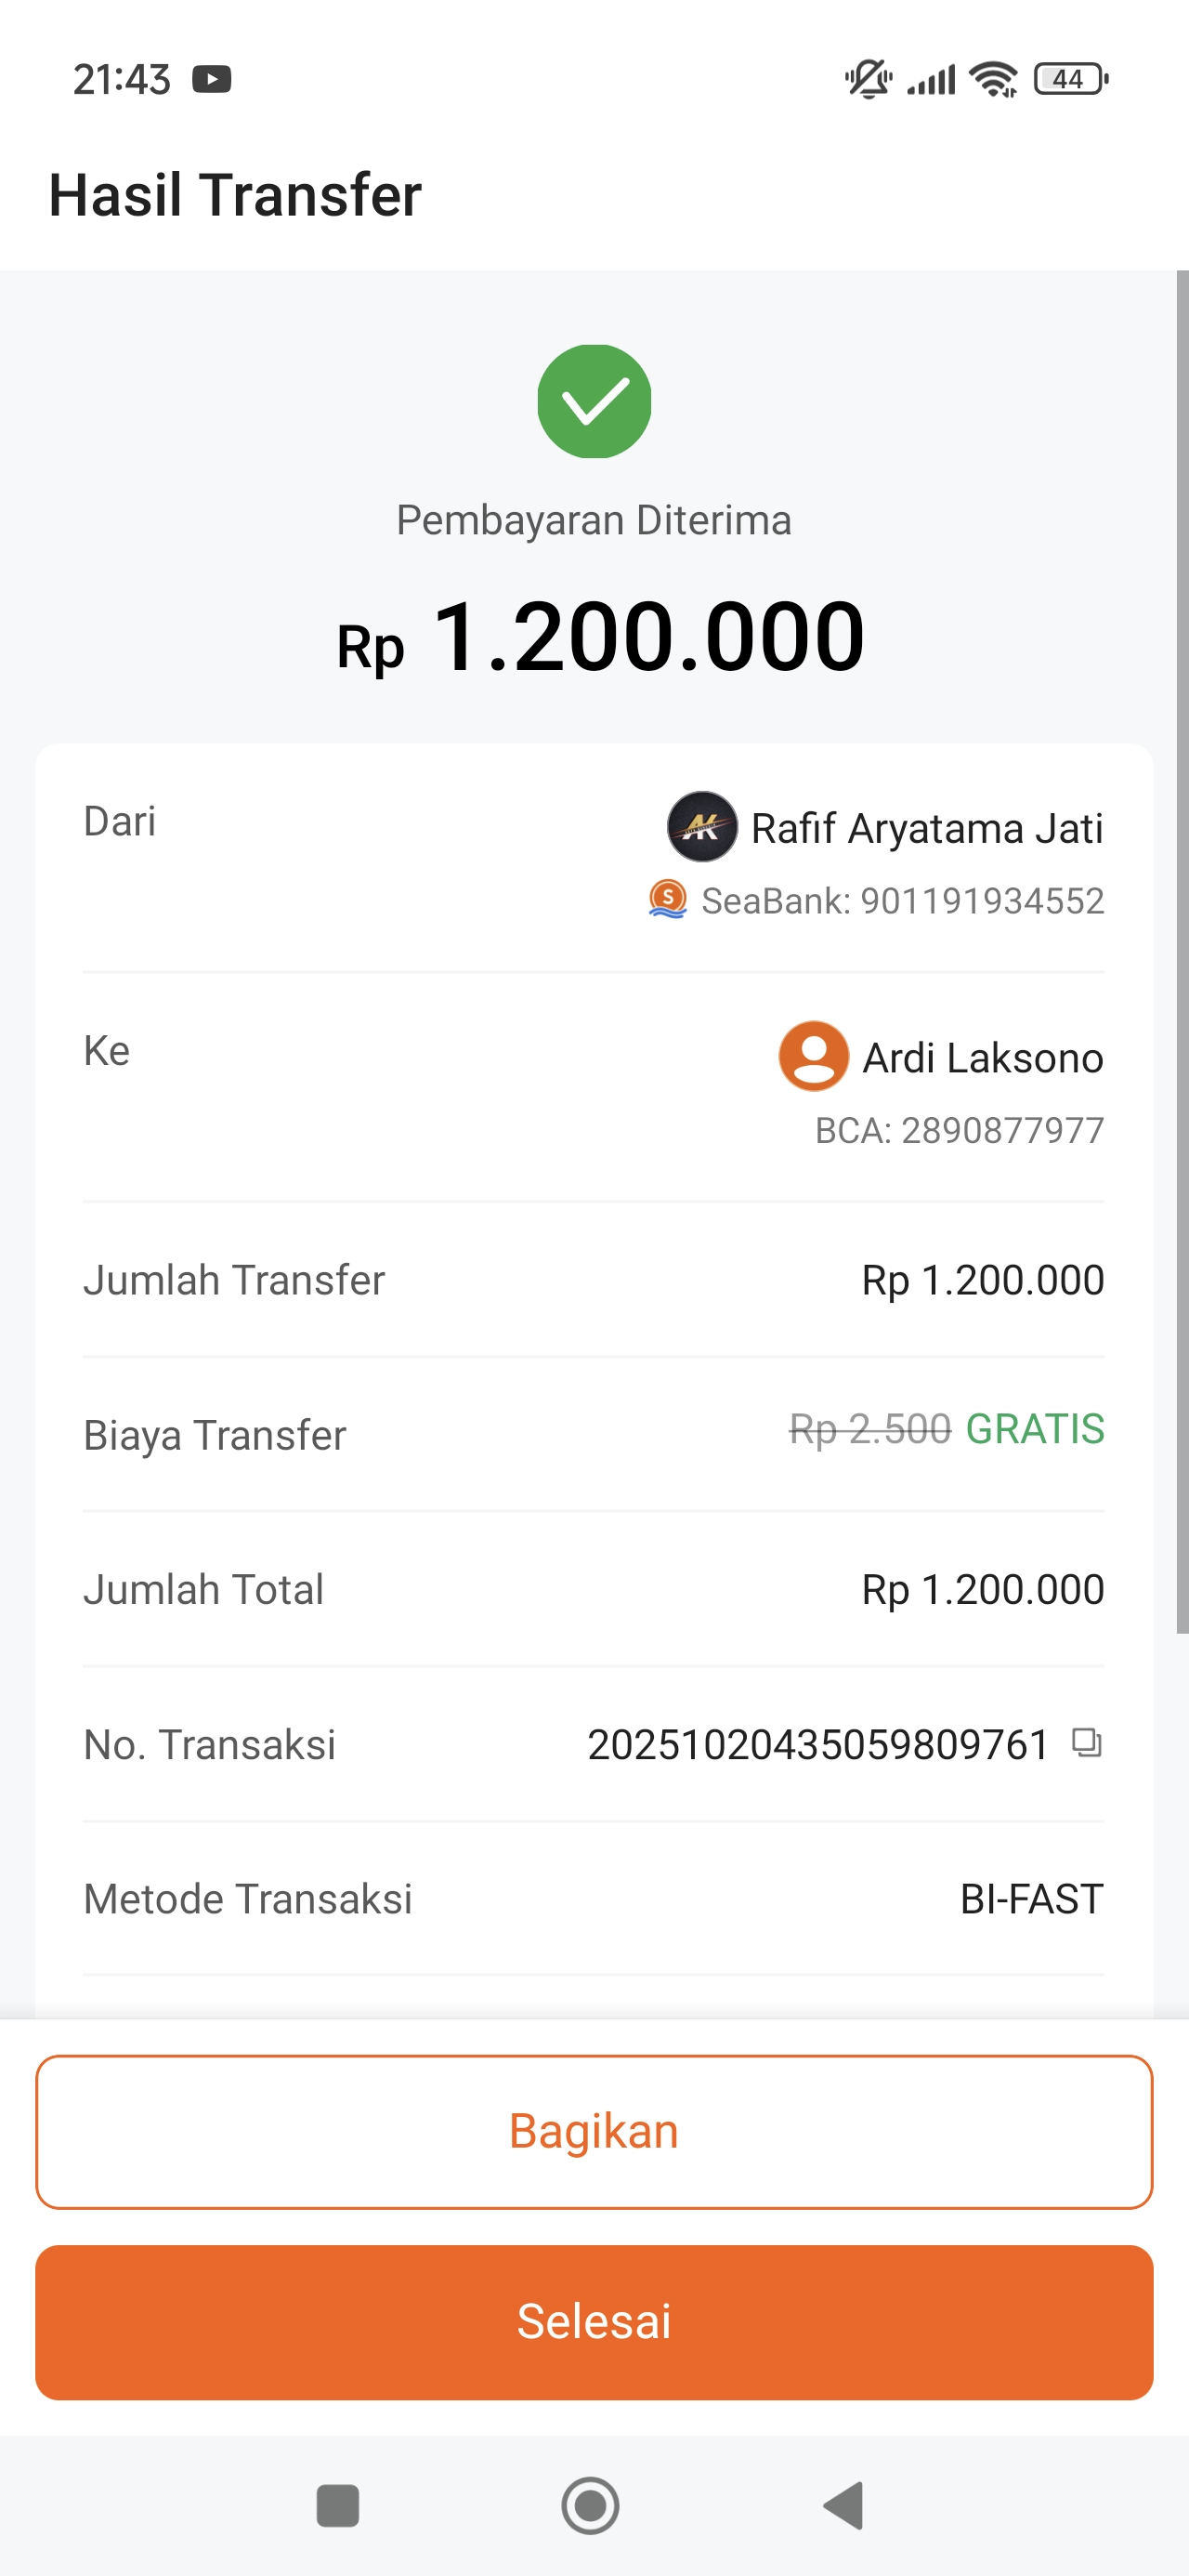 21:43
44
Hasil Transfer
Pembayaran Diterima
Rp 1.200.000
Dari
AK
Rafif Aryatama Jati
S
SeaBank: 901191934552
Ke
Ardi Laksono
BCA: 2890877977
Jumlah Transfer Rp 1.200.000
Biaya Transfer Rp 2.500 GRATIS
Jumlah Total Rp 1.200.000
No. Transaksi 20251020435059809761
Metode Transaksi BI-FAST
Bagikan
Selesai